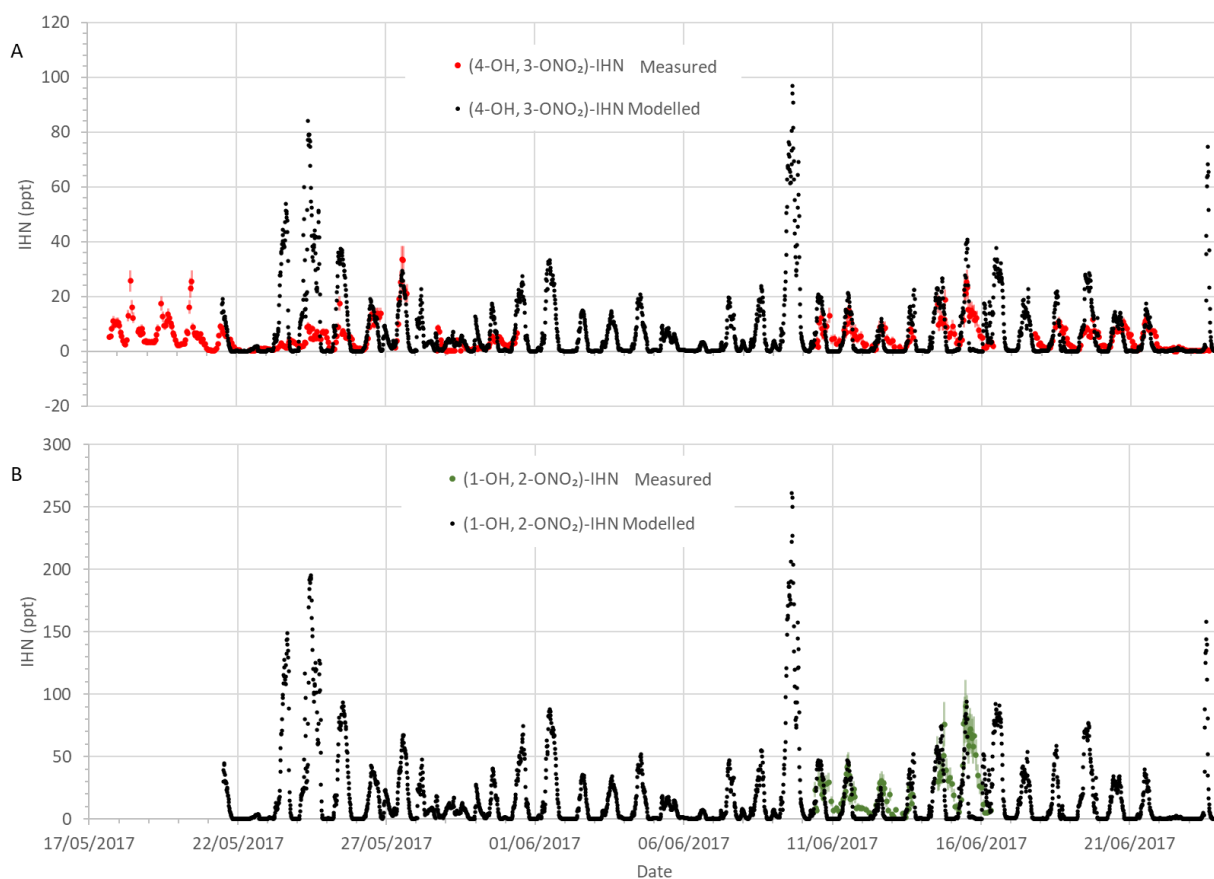 A
120
100
80
60
40
20
0
-20
IHN (ppt)
(4-OH, 3-ONO₂)-IHN Measured
(4-OH, 3-ONO₂)-IHN Modelled
22/05/2017 
B
300
250
200
150
100
50
0
IHN (ppt)
(1-OH, 2-ONO₂)-IHN Measured
(1-OH, 2-ONO₂)-IHN Modelled
17/05/2017 22/05/2017 27/05/2017 01/06/2017 06/06/2017 11/06/2017 16/06/2017 21/06/2017
Date